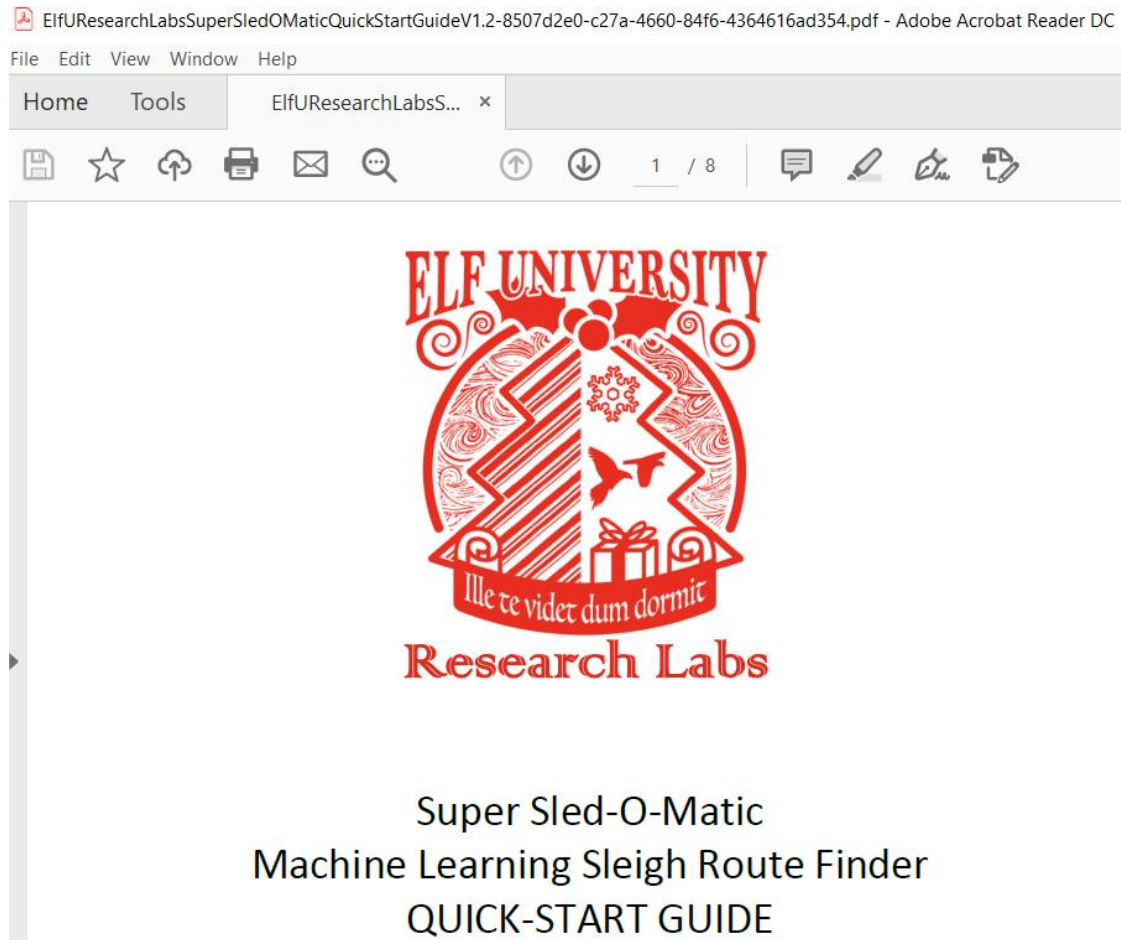 ElfUResearchLabsSuperSledOMaticQuickStartGuideV1.2-8507d2e0-c27a-4660-84f6-4364616ad354.pdf - Adobe Acrobat Reader DC
File Edit View Window Help
Home Tools ElfUResearchLabsS... ×
1 / 8
ELF UNIVERSITY
Ille te videt dum dormit
Research Labs
Super Sled-O-Matic
Machine Learning Sleigh Route Finder
QUICK-START GUIDE